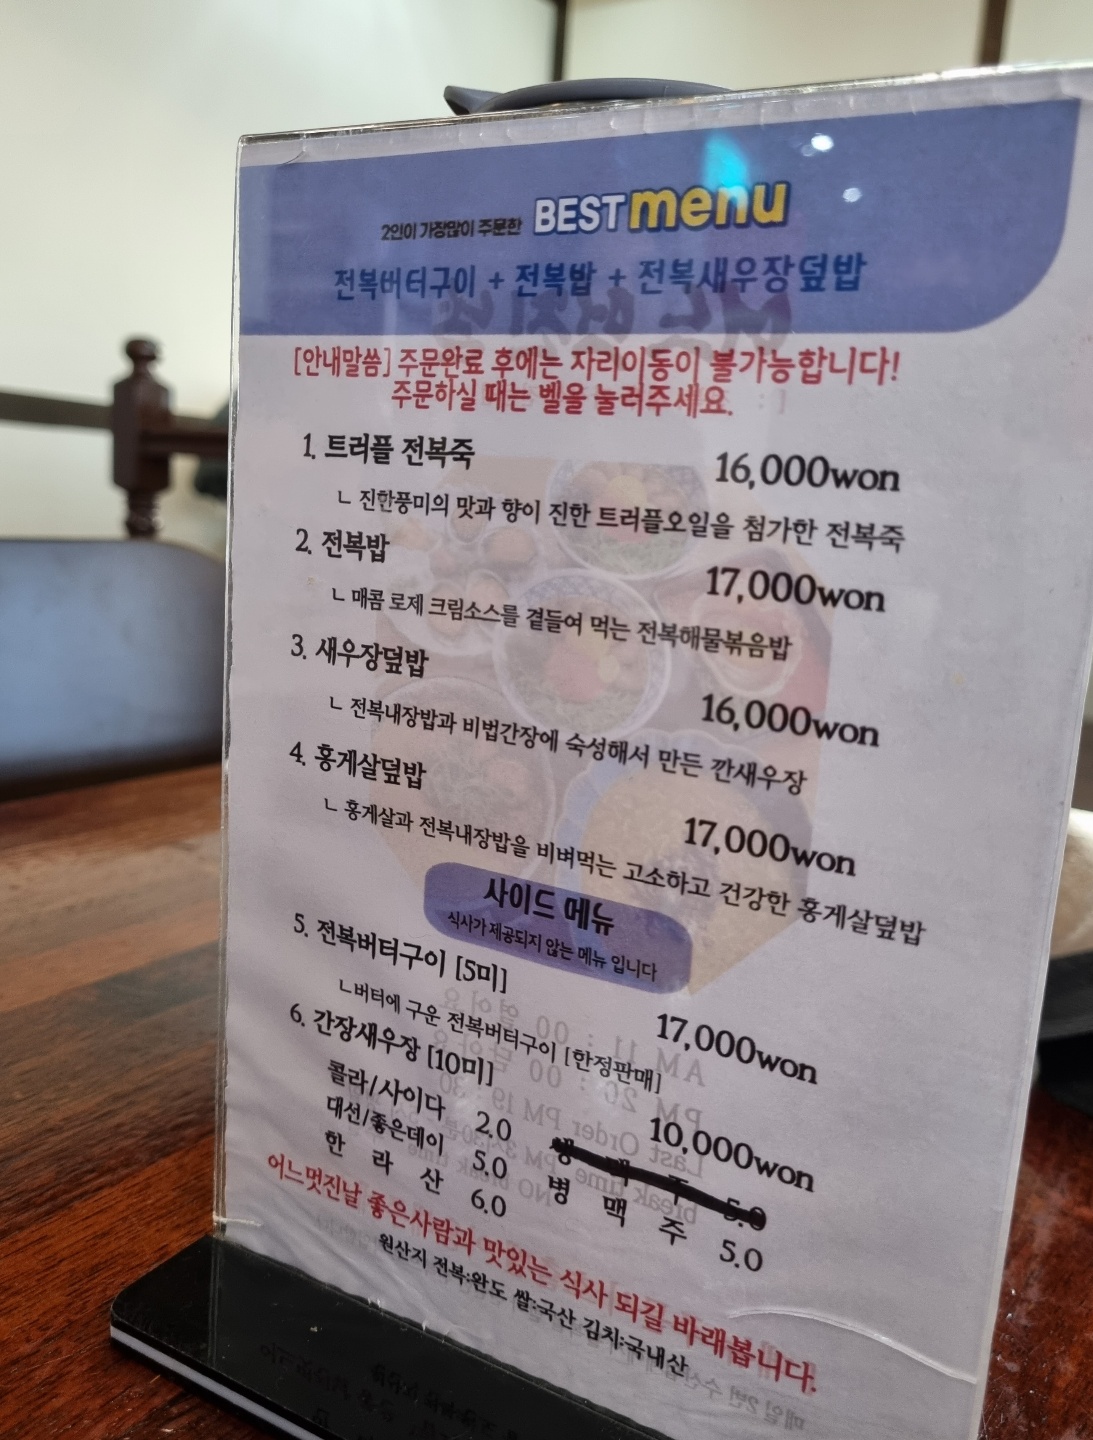 2인이 가장많이 주문한 BEST menu
전복버터구이 + 전복밥 + 전복새우장덮밥
[안내말씀] 주문완료 후에는 자리이동이 불가능합니다!
주문하실 때는 벨을 눌러주세요.
1. 트러플 전복죽 16,000won
ㄴ 진한풍미의 맛과 향이 진한 트러플오일을 첨가한 전복죽
2. 전복밥 17,000won
ㄴ 매콤 로제 크림소스를 곁들여 먹는 전복해물볶음밥
3. 새우장덮밥 16,000won
ㄴ 전복내장밥과 비법간장에 숙성해서 만든 깐새우장
4. 홍게살덮밥 17,000won
ㄴ 홍게살과 전복내장밥을 비벼먹는 고소하고 건강한 홍게살덮밥
사이드 메뉴
식사가 제공되지 않는 메뉴 입니다
5. 전복버터구이 [5미] 17,000won
ㄴ버터에 구운 전복버터구이 [한정판매]
6. 간장새우장 [10미] 10,000won
콜라/사이다 2.0 생 맥 주 5.0
대선/좋은데이 5.0 병 맥 주 5.0
한 라 산 6.0
어느멋진날 좋은사람과 맛있는 식사 되길 바래봅니다.
원산지 전복:완도 쌀:국산 김치:국내산